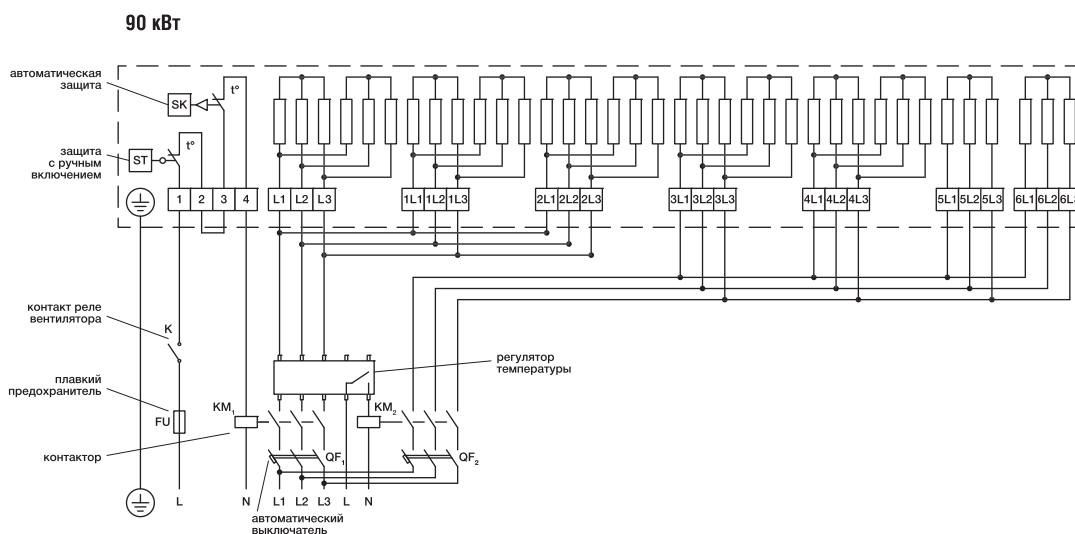 90 кВт
автоматическая
защита
SK
t°
защита
с ручным
включением
ST
t°
1 2 3 4 L1 L2 L3 1L1 1L2 1L3 2L1 2L2 2L3 3L1 3L2 3L3 4L1 4L2 4L3 5L1 5L2 5L3 6L1 6L2 6L3
контакт реле
вентилятора
K
регулятор
температуры
плавкий
предохранитель
FU
KM1
KM2
контактор
QF1
QF2
L N L1 L2 L3 L N
автоматический
выключатель